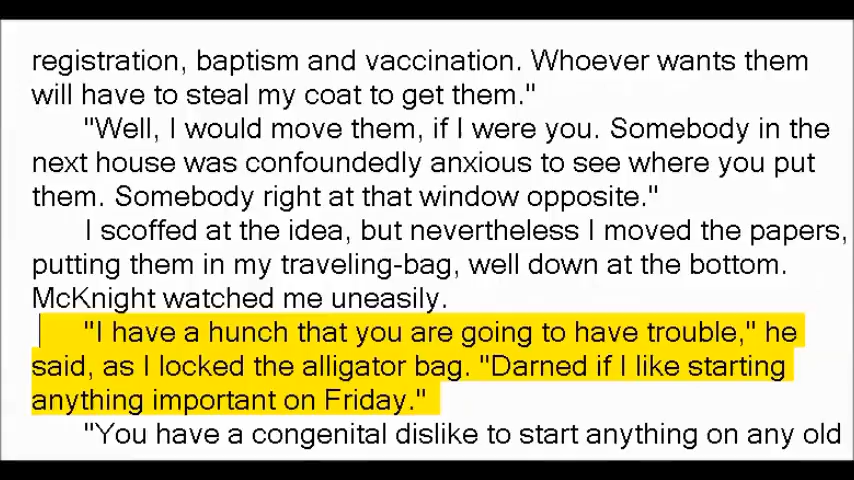 registration, baptism and vaccination. Whoever wants them
will have to steal my coat to get them."
"Well, I would move them, if I were you. Somebody in the
next house was confoundedly anxious to see where you put
them. Somebody right at that window opposite."
I scoffed at the idea, but nevertheless I moved the papers,
putting them in my traveling-bag, well down at the bottom.
McKnight watched me uneasily.
"I have a hunch that you are going to have trouble," he
said, as I locked the alligator bag. "Darned if I like starting
anything important on Friday."
"You have a congenital dislike to start anything on any old